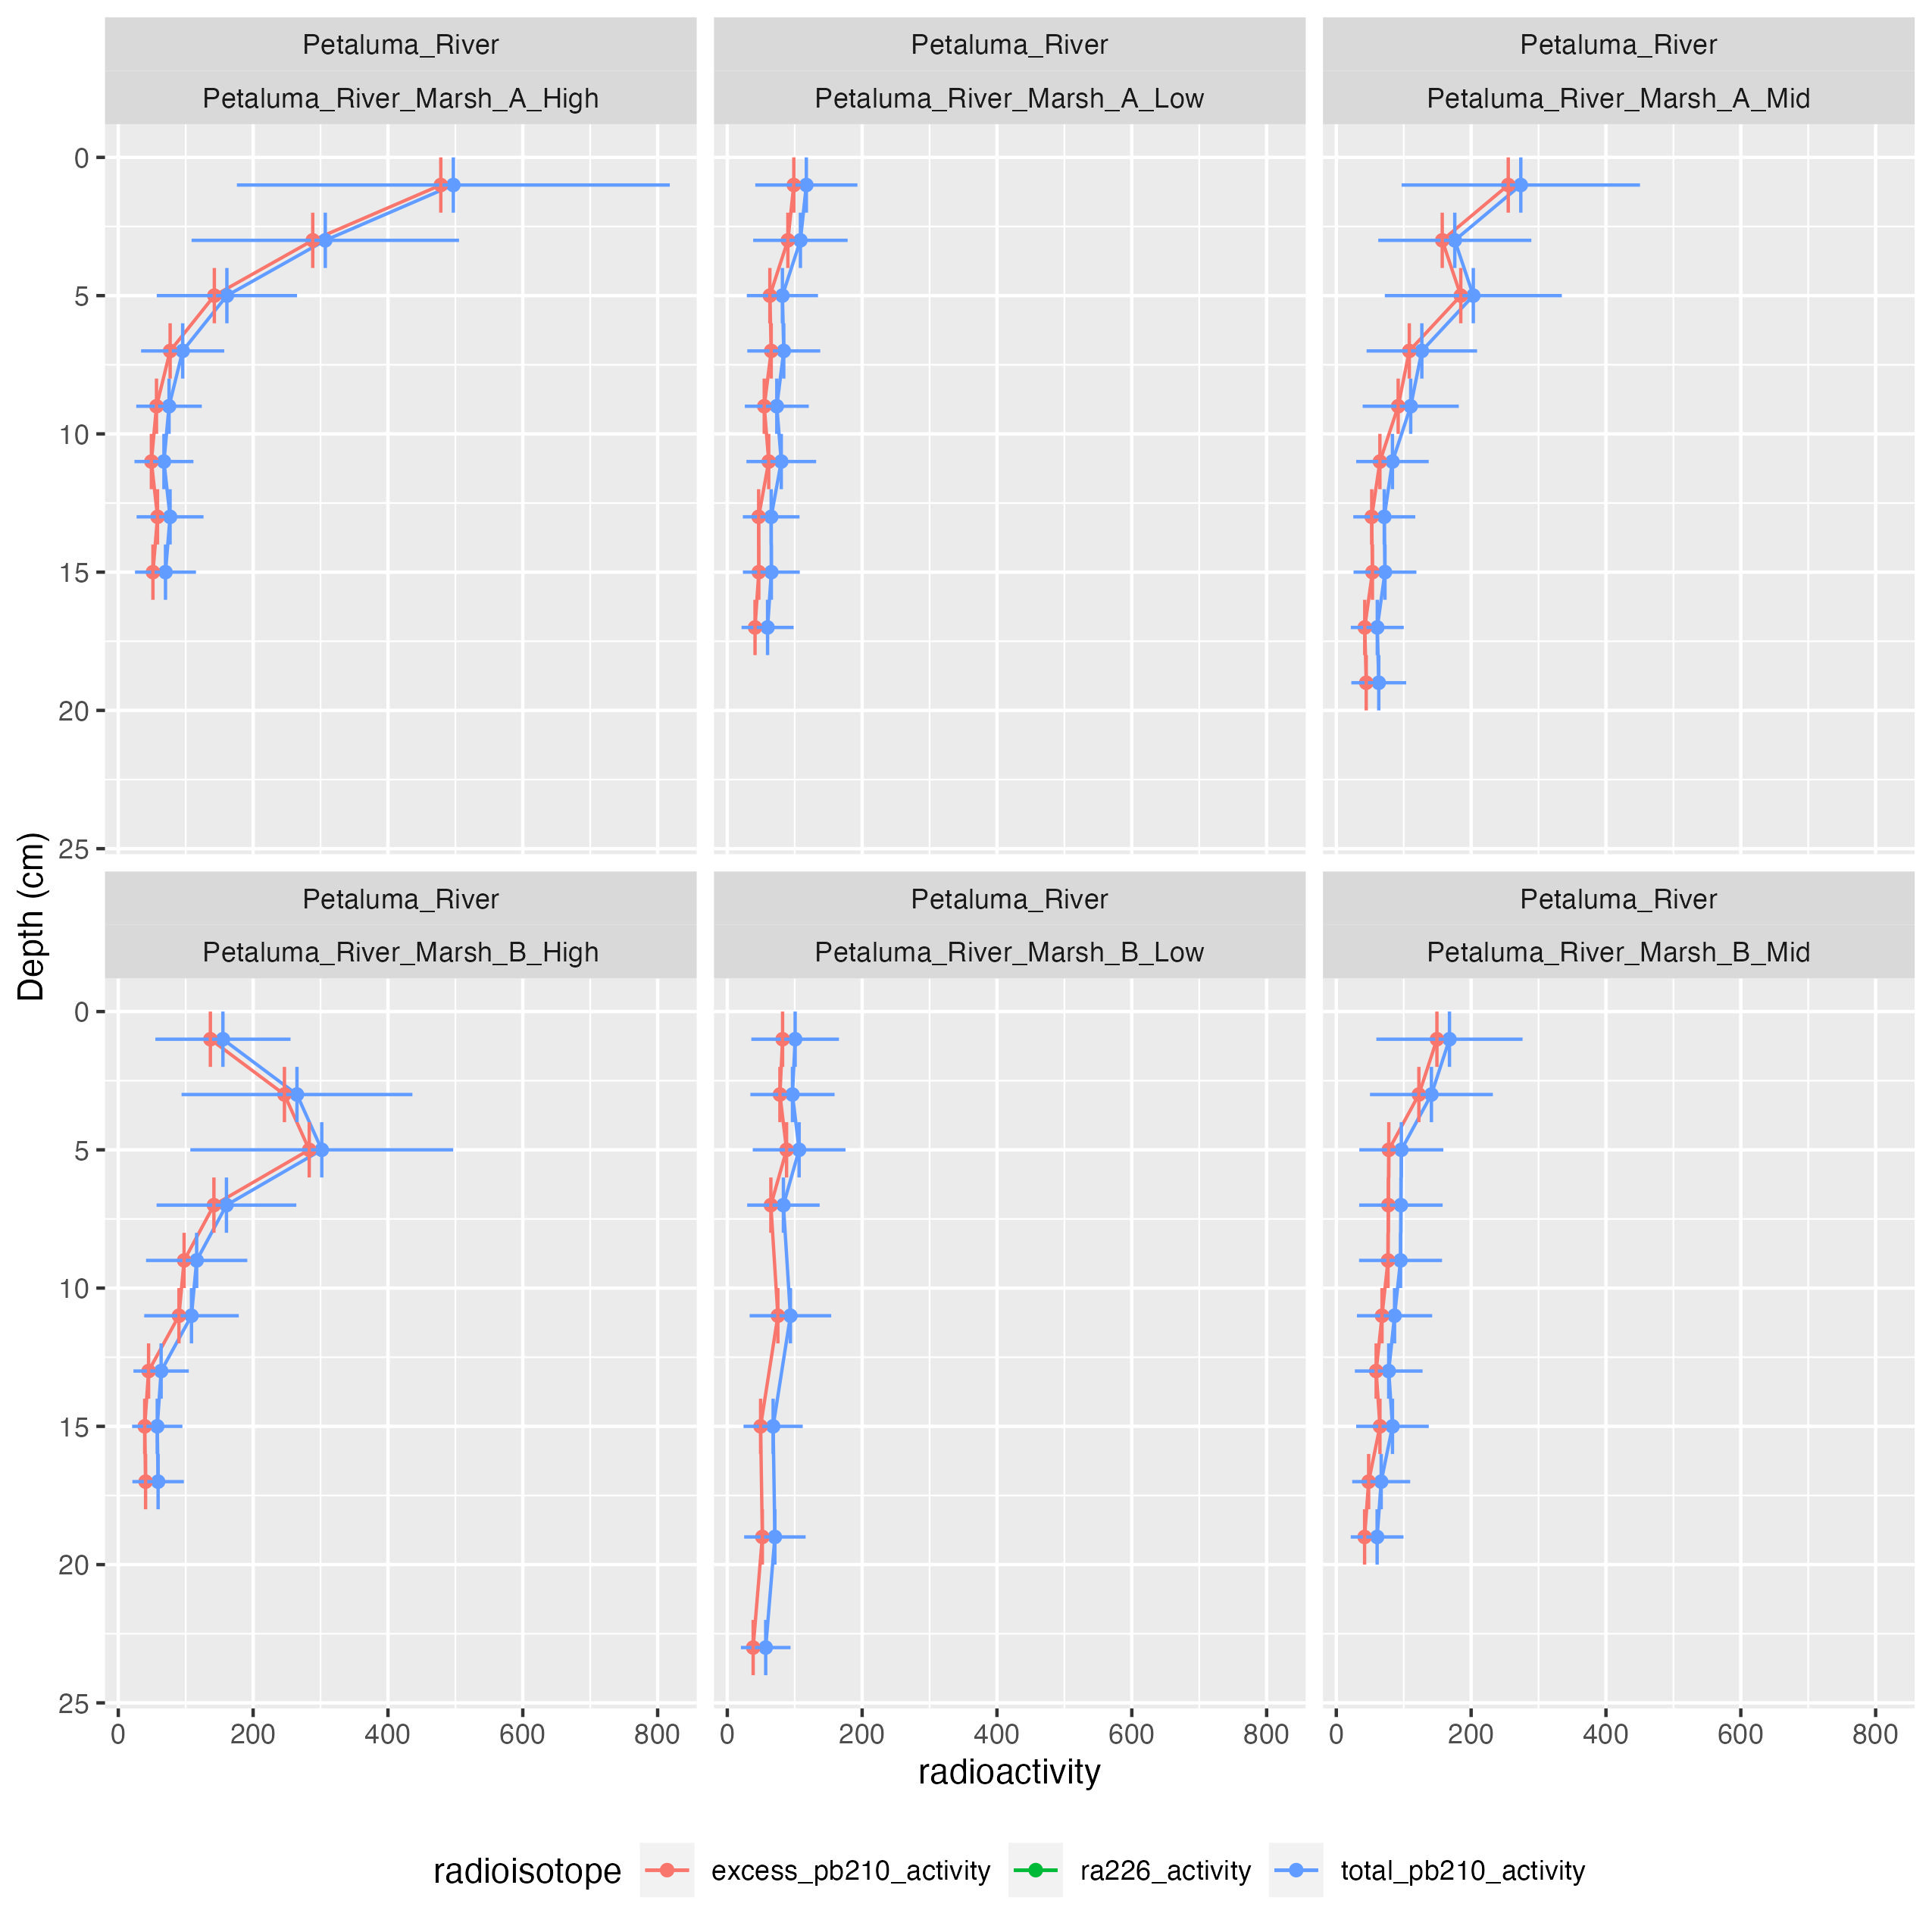 Petaluma_River Petaluma_River Petaluma_River
Petaluma_River_Marsh_A_High Petaluma_River_Marsh_A_Low Petaluma_River_Marsh_A_Mid
0
5
10
15
20
25
Petaluma_River Petaluma_River Petaluma_River
Petaluma_River_Marsh_B_High Petaluma_River_Marsh_B_Low Petaluma_River_Marsh_B_Mid
Depth (cm)
0
5
10
15
20
25
0 200 400 600 800 0 200 400 600 800 0 200 400 600 800
radioactivity
radioisotope excess_pb210_activity ra226_activity total_pb210_activity